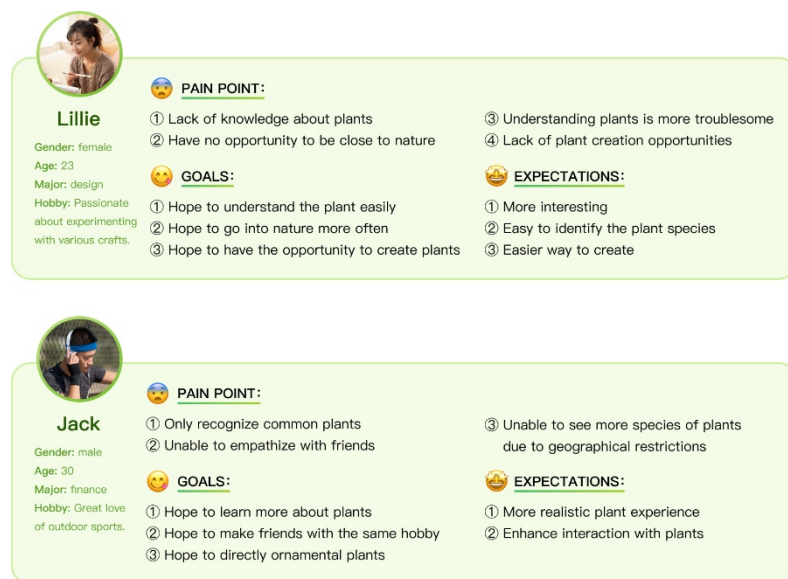 Lillie
Gender: female
Age: 23
Major: design
Hobby: Passionate
about experimenting
with various crafts.
PAIN POINT:
① Lack of knowledge about plants
② Have no opportunity to be close to nature
③ Understanding plants is more troublesome
④ Lack of plant creation opportunities
GOALS:
① Hope to understand the plant easily
② Hope to go into nature more often
③ Hope to have the opportunity to create plants
EXPECTATIONS:
① More interesting
② Easy to identify the plant species
③ Easier way to create
Jack
Gender: male
Age: 30
Major: finance
Hobby: Great love
of outdoor sports.
PAIN POINT:
① Only recognize common plants
② Unable to empathize with friends
③ Unable to see more species of plants
due to geographical restrictions
GOALS:
① Hope to learn more about plants
② Hope to make friends with the same hobby
③ Hope to directly ornamental plants
EXPECTATIONS:
① More realistic plant experience
② Enhance interaction with plants